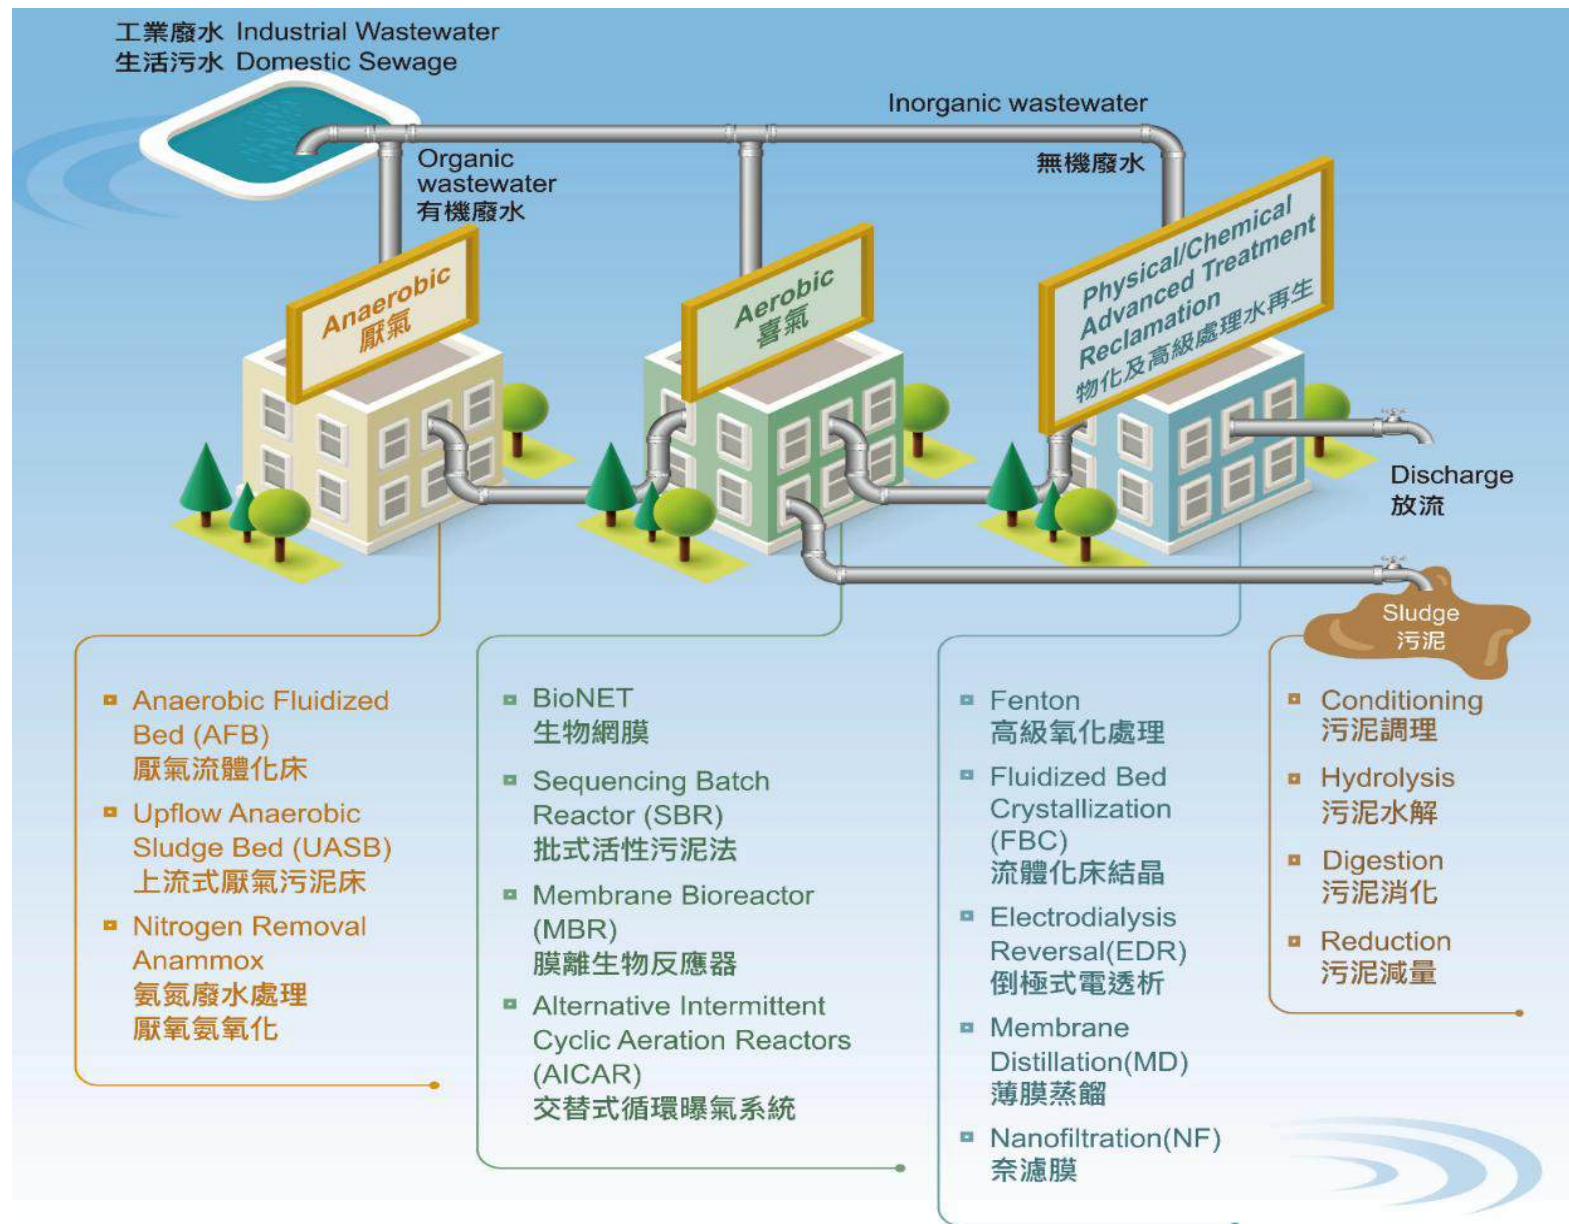 工業廢水 Industrial Wastewater
生活污水 Domestic Sewage
Inorganic wastewater
無機廢水
Organic
wastewater
有機廢水
Anaerobic
厭氣
Aerobic
喜氣
Physical/Chemical
Advanced Treatment
Reclamation
物化及高級處理水再生
Discharge
放流
Sludge
污泥
Anaerobic Fluidized
Bed (AFB)
厭氣流體化床
Upflow Anaerobic
Sludge Bed (UASB)
上流式厭氣污泥床
Nitrogen Removal
Anammox
氨氮廢水處理
厭氧氨氧化
BioNET
生物網膜
Sequencing Batch
Reactor (SBR)
批式活性污泥法
Membrane Bioreactor
(MBR)
膜離生物反應器
Alternative Intermittent
Cyclic Aeration Reactors
(AICAR)
交替式循環曝氣系統
Fenton
高級氧化處理
Fluidized Bed
Crystallization
(FBC)
流體化床結晶
Electrodialysis
Reversal(EDR)
倒極式電透析
Membrane
Distillation(MD)
薄膜蒸餾
Nanofiltration(NF)
奈濾膜
Conditioning
污泥調理
Hydrolysis
污泥水解
Digestion
污泥消化
Reduction
污泥減量